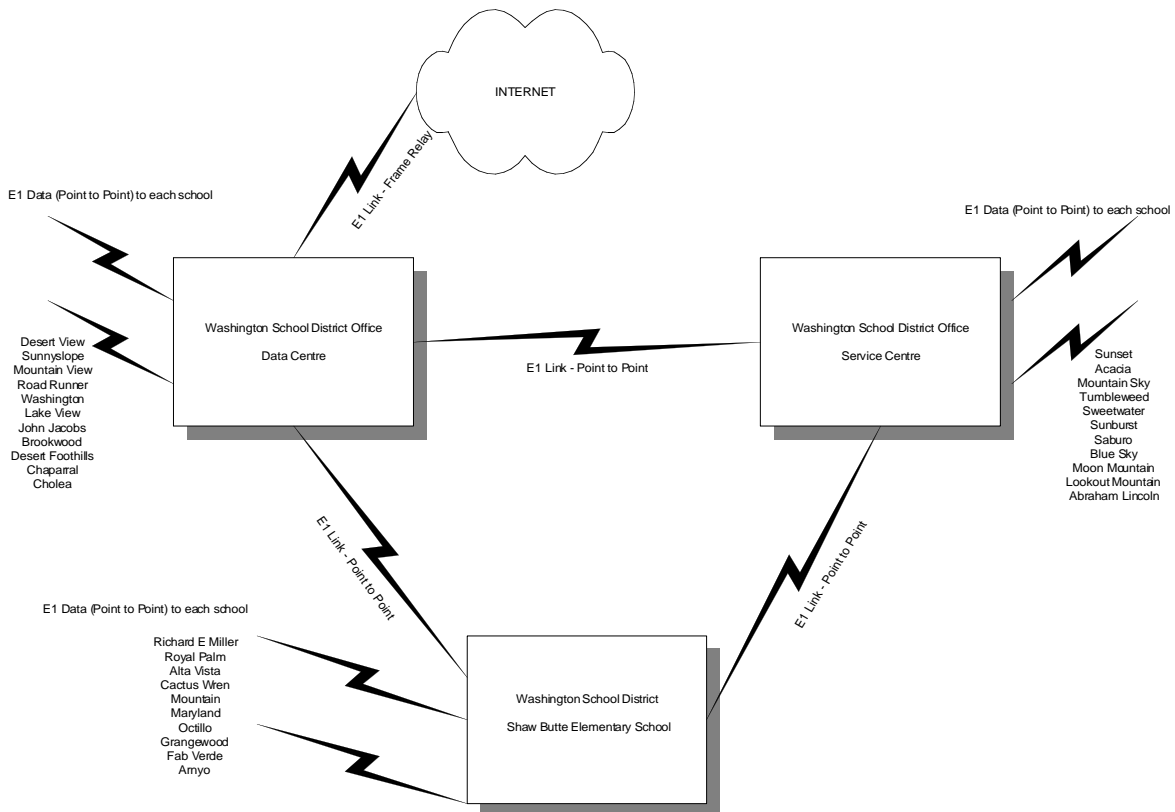 INTERNET
E1 Link - Frame Relay
E1 Data (Point to Point) to each school
E1 Data (Point to Point) to each school
Washington School District Office
Data Centre
Washington School District Office
Service Centre
E1 Link - Point to Point
Desert View
Sunnyslope
Mountain View
Road Runner
Washington
Lake View
John Jacobs
Brookwood
Desert Foothills
Chaparral
Cholea
Sunset
Acacia
Mountain Sky
Tumbleweed
Sweetwater
Sunburst
Saburo
Blue Sky
Moon Mountain
Lookout Mountain
Abraham Lincoln
E1 Link - Point to Point
E1 Link - Point to Point
E1 Data (Point to Point) to each school
Richard E Miller
Royal Palm
Alta Vista
Cactus Wren
Mountain
Maryland
Octillo
Grangewood
Fab Verde
Arnyo
Washington School District
Shaw Butte Elementary School